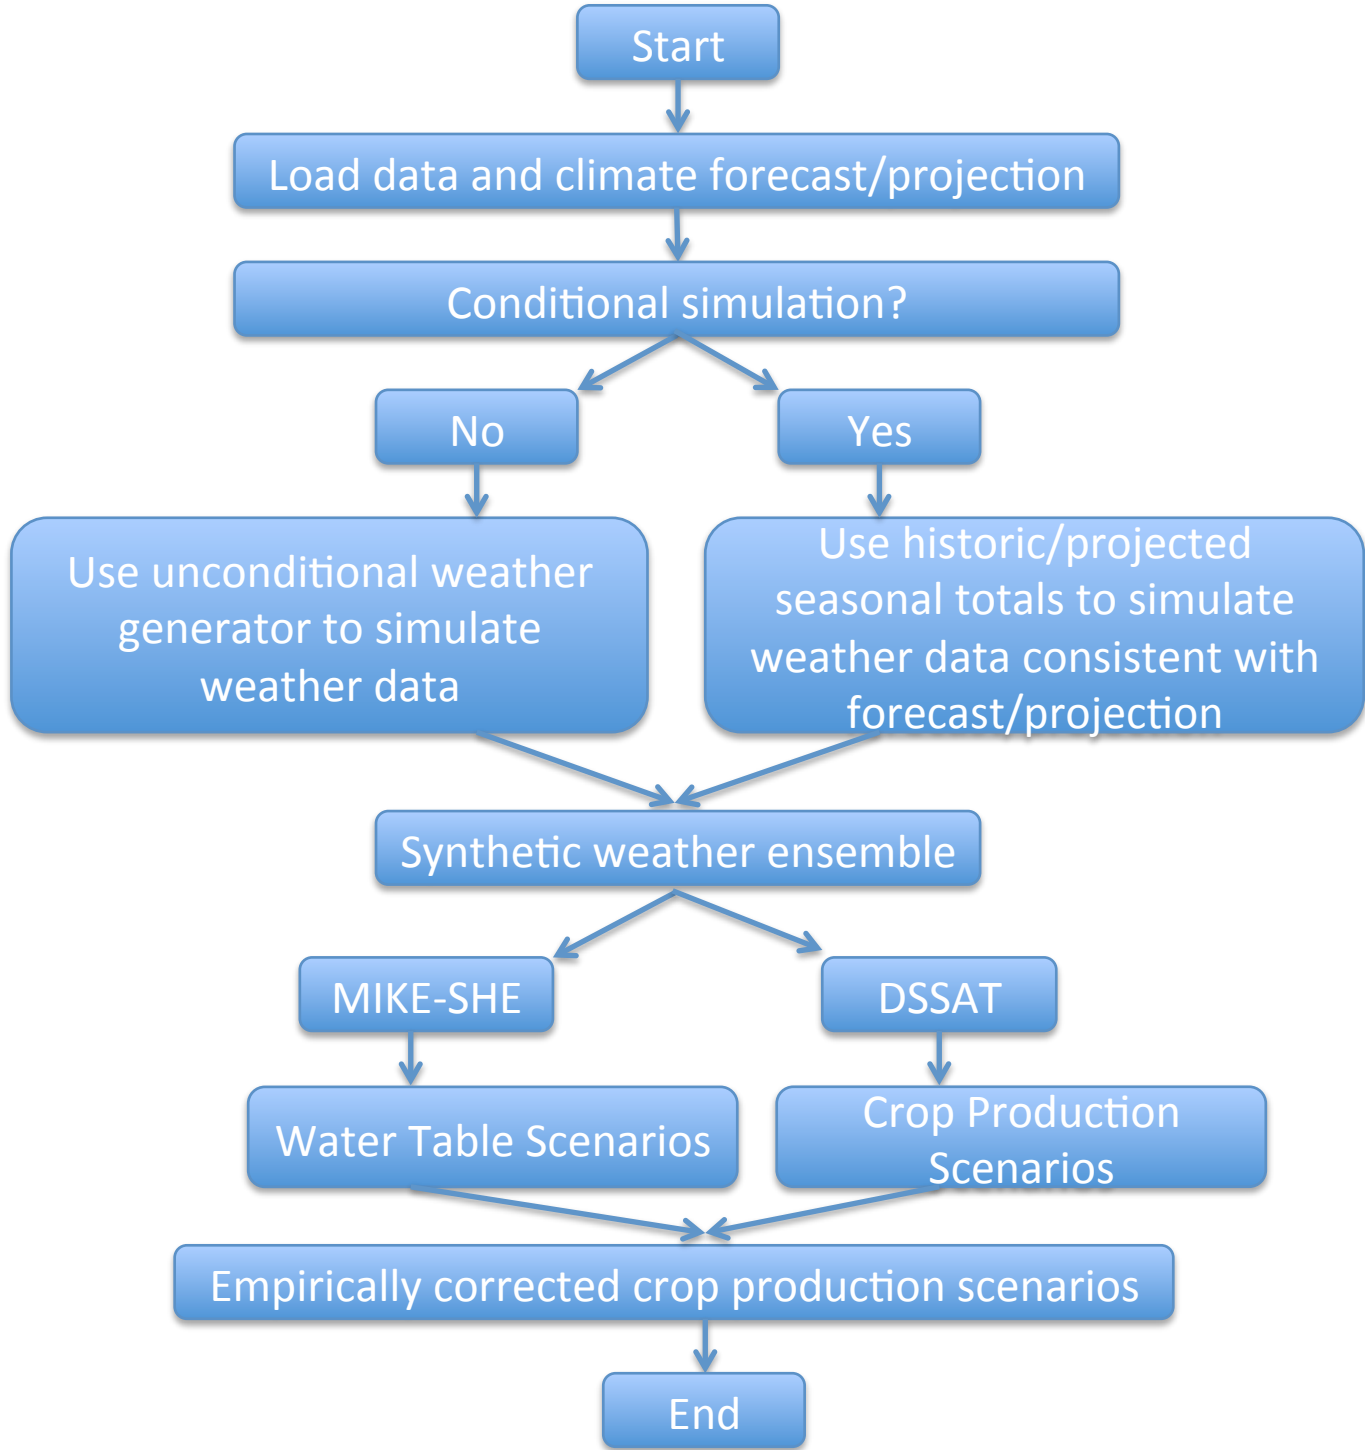 Start
Load data and climate forecast/projection
Conditional simulation?
No
Yes
Use unconditional weather
generator to simulate
weather data
Use historic/projected
seasonal totals to simulate
weather data consistent with
forecast/projection
Synthetic weather ensemble
MIKE-SHE
DSSAT
Water Table Scenarios
Crop Production
Scenarios
Empirically corrected crop production scenarios
End